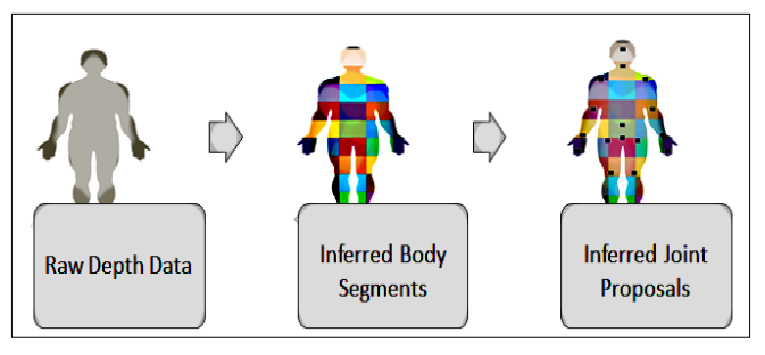 Raw Depth Data
Inferred Body
Segments
Inferred Joint
Proposals